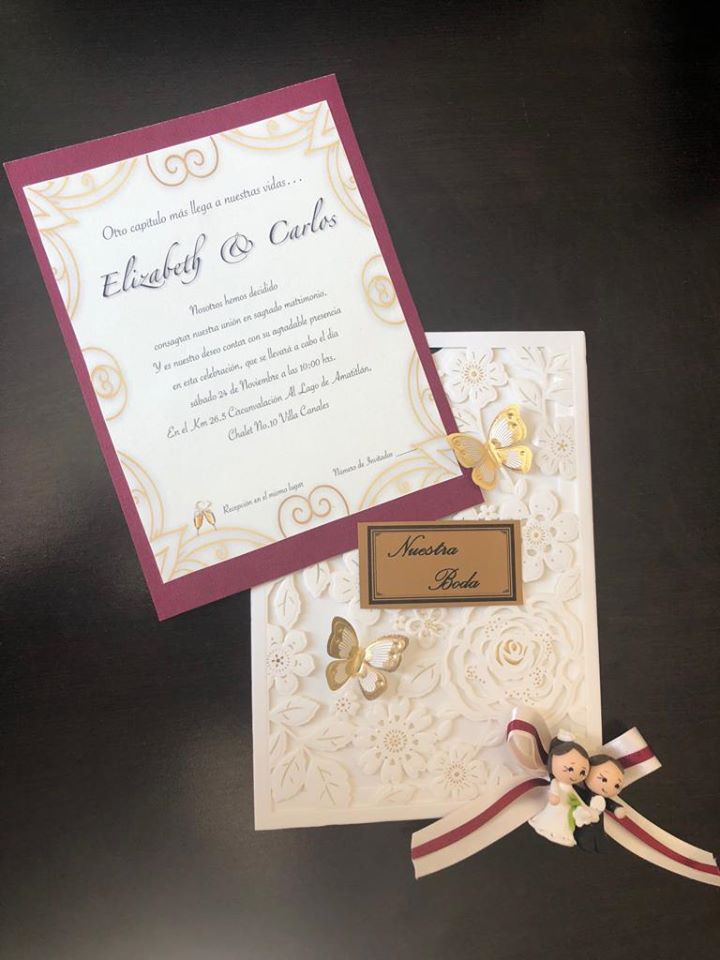 Otro capítulo más llega a nuestras vidas...
Elizabeth & Carlos
Nosotros hemos decidido
consagrar nuestra unión en sagrado matrimonio.
Y es nuestro deseo contar con su agradable presencia
en esta celebración, que se llevará a cabo el día
sábado 24 de Noviembre a las 10:00 hrs.
En el Km 26.5 Circunvalación Al Lago de Amatitlán,
Chalet No.10 Villa Canales
Número de Invitados
Recepción en el mismo lugar
Nuestra
Boda